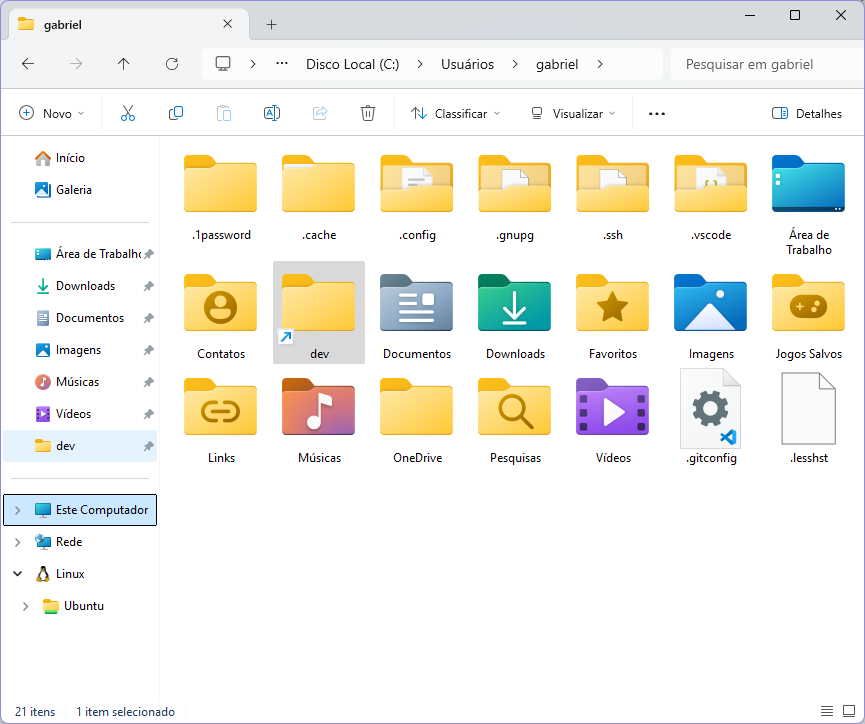 gabriel
Disco Local (C:)
Usuários
gabriel
Pesquisar em gabriel
Novo
Classificar
Visualizar
Detalhes
Início
Galeria
Área de Trabalho
Downloads
Documentos
Imagens
Músicas
Vídeos
dev
Este Computador
Rede
Linux
Ubuntu
.1password
.cache
.config
.gnupg
.ssh
.vscode
Área de
Trabalho
Contatos
dev
Documentos
Downloads
Favoritos
Imagens
Jogos Salvos
Links
Músicas
OneDrive
Pesquisas
Vídeos
.gitconfig
.lesshst
21 itens
1 item selecionado